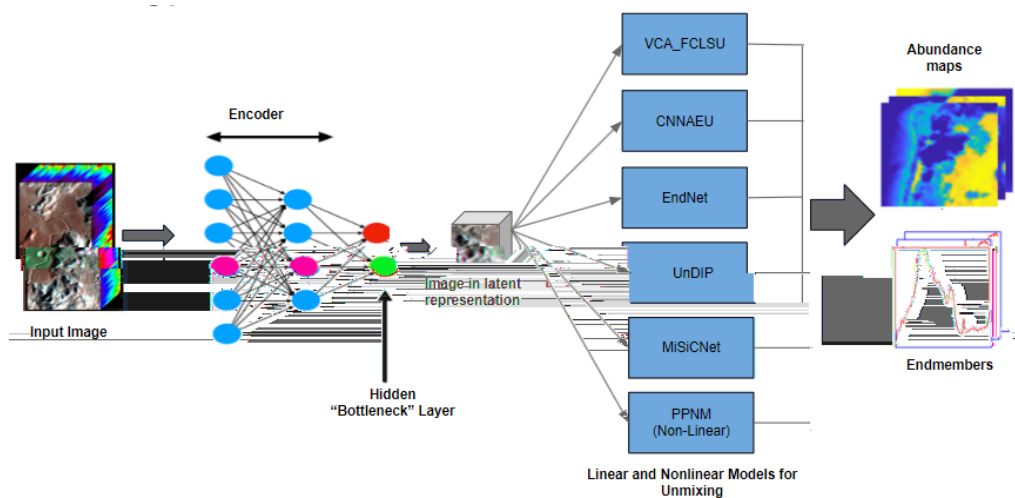 Encoder
Input Image
Hidden
“Bottleneck” Layer
Image in latent
representation
VCA_FCLSU
CNNAEU
EndNet
UnDIP
MiSiCNet
PPNM
(Non-Linear)
Linear and Nonlinear Models for
Unmixing
Abundance
maps
Endmembers